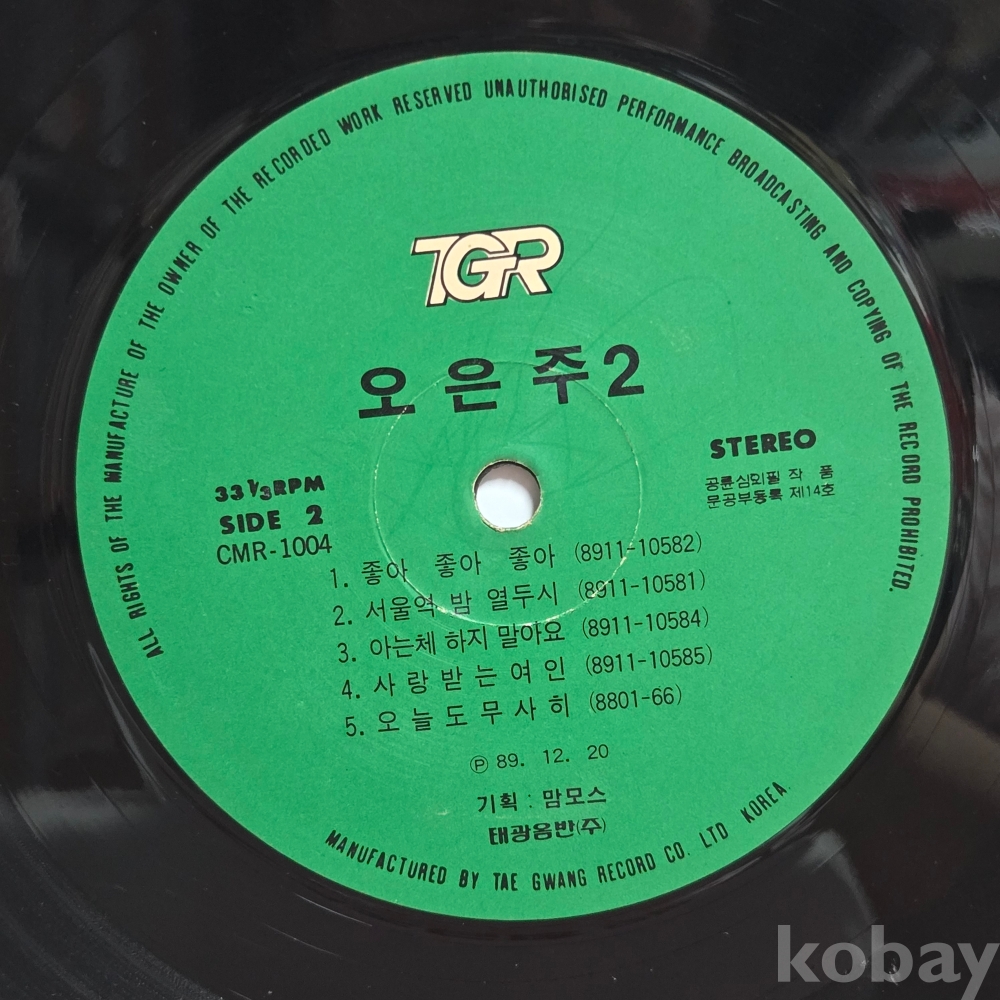 ALL RIGHTS OF THE MANUFACTURE OF THE OWNER OF THE RECORDED WORK RESERVED UNAUTHORISED PERFORMANCE BROADCASTING AND COPYING OF THE RECORD PROHIBITED.
TGR
오은주2
STEREO
공륜심의필 작품
문공부등록 제14호
33 1/3 RPM
SIDE 2
CMR-1004
1. 좋아 좋아 좋아 (8911-10582)
2. 서울역 밤 열두시 (8911-10581)
3. 아는체 하지 말아요 (8911-10584)
4. 사랑받는여인 (8911-10585)
5. 오늘도무사히 (8801-66)
Ⓟ 89. 12. 20
기획 : 맘모스
태광음반(주)
MANUFACTURED BY TAE GWANG RECORD CO. LTD KOREA.
kobay